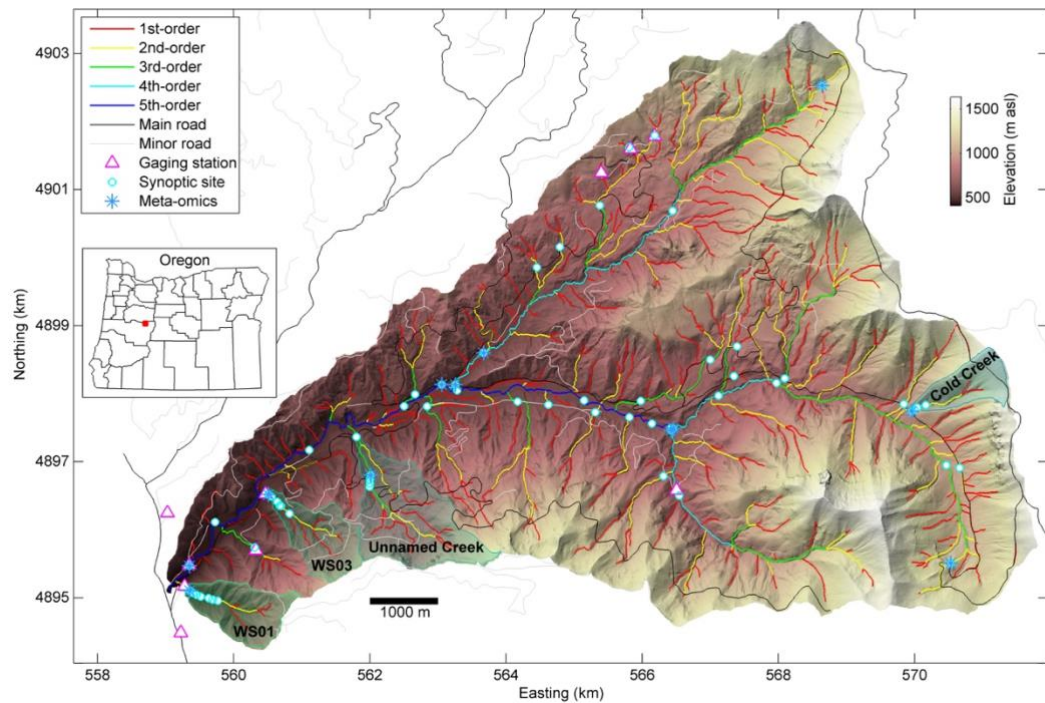 1st-order
2nd-order
3rd-order
4th-order
5th-order
Main road
Minor road
Gaging station
Synoptic site
Meta-omics
Oregon
1500
1000
500
Elevation (m asl)
4903
4901
4899
4897
4895
Northing (km)
Cold Creek
Unnamed Creek
WS03
WS01
1000 m
558
560
562
564
566
568
570
Easting (km)